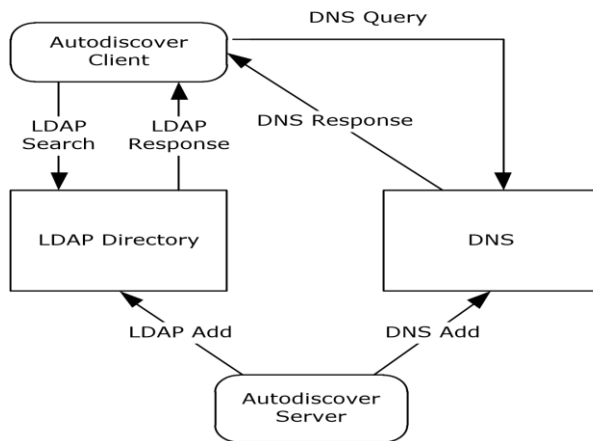 DNS Query
Autodiscover
Client
LDAP
Search
LDAP
Response
DNS Response
LDAP Directory
DNS
LDAP Add
DNS Add
Autodiscover
Server